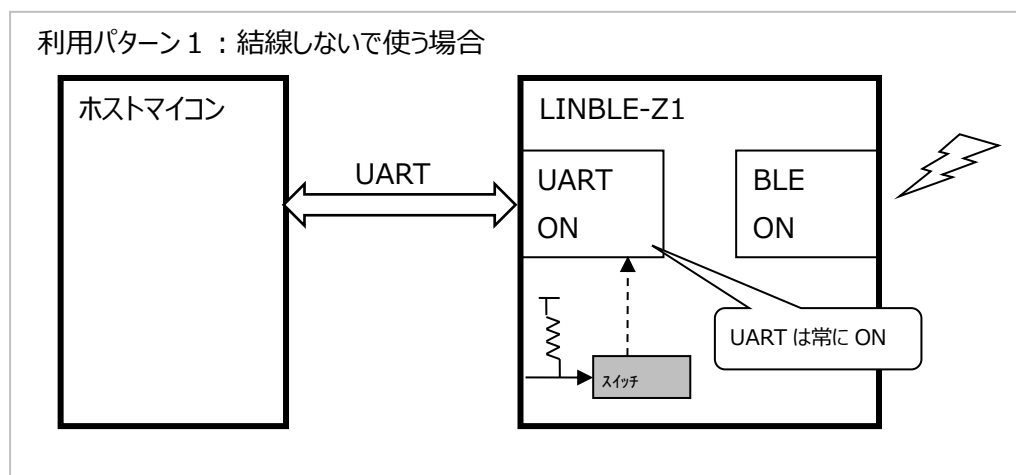 利用パターン1：結線しないで使う場合
ホストマイコン
LINBLE-Z1
UART
UART
ON
BLE
ON
UART は常に ON
スイッチ